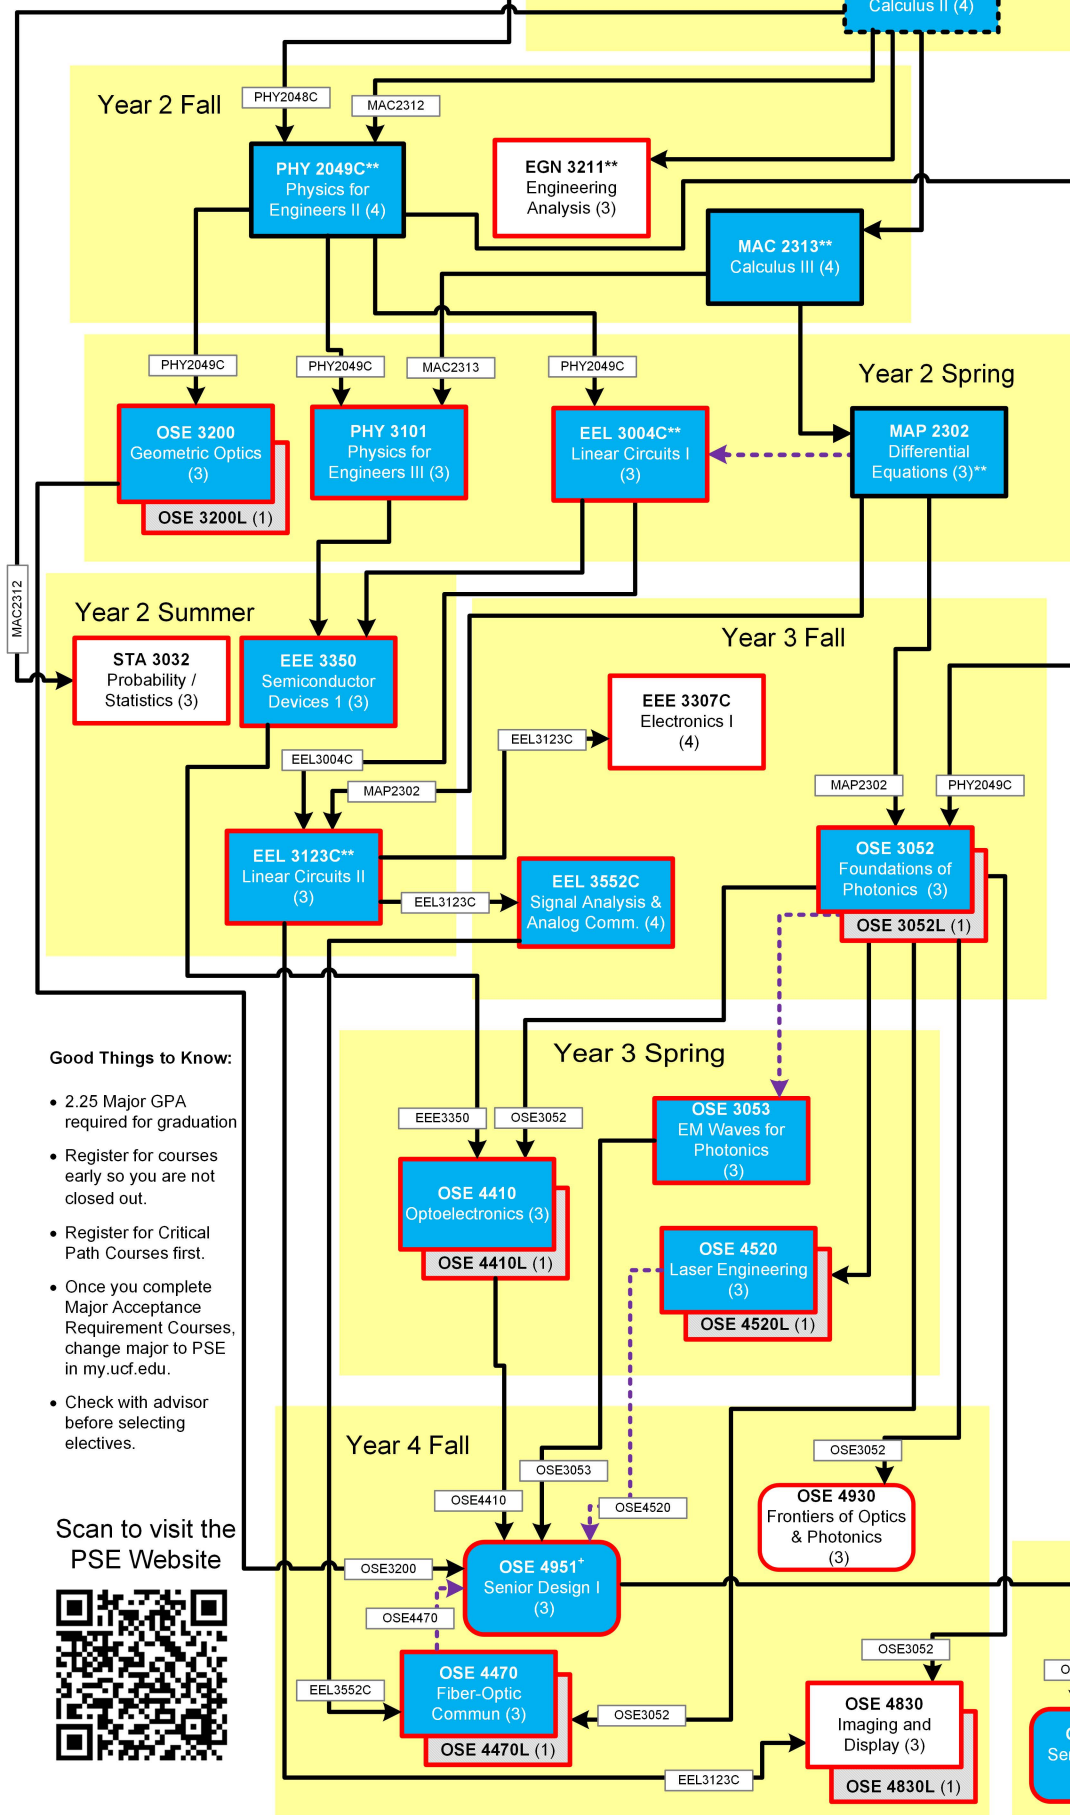 Calculus II (4)
Year 2 Fall
PHY2048C
MAC2312
PHY 2049C**
Physics for
Engineers II (4)
EGN 3211**
Engineering
Analysis (3)
MAC 2313**
Calculus III (4)
Year 2 Spring
PHY2049C
PHY2049C
MAC2313
PHY2049C
OSE 3200
Geometric Optics
(3)
OSE 3200L (1)
PHY 3101
Physics for
Engineers III (3)
EEL 3004C**
Linear Circuits I
(3)
MAP 2302
Differential
Equations (3)**
MAC2312
Year 2 Summer
STA 3032
Probability /
Statistics (3)
EEE 3350
Semiconductor
Devices 1 (3)
EEL3004C
MAP2302
EEL 3123C**
Linear Circuits II
(3)
Year 3 Fall
EEE 3307C
Electronics I
(4)
EEL3123C
MAP2302
PHY2049C
OSE 3052
Foundations of
Photonics (3)
OSE 3052L (1)
EEL3123C
EEL 3552C
Signal Analysis &
Analog Comm. (4)
Good Things to Know:
• 2.25 Major GPA
required for graduation
• Register for courses
early so you are not
closed out.
• Register for Critical
Path Courses first.
• Once you complete
Major Acceptance
Requirement Courses,
change major to PSE
in my.ucf.edu.
• Check with advisor
before selecting
electives.
Year 3 Spring
EEE3350
OSE3052
OSE 4410
Optoelectronics (3)
OSE 4410L (1)
OSE 3053
EM Waves for
Photonics
(3)
OSE 4520
Laser Engineering
(3)
OSE 4520L (1)
Scan to visit the
PSE Website
Year 4 Fall
OSE4410
OSE3053
OSE4520
OSE3200
OSE4470
OSE 4951+
Senior Design I
(3)
OSE3052
OSE 4930
Frontiers of Optics
& Photonics
(3)
EEL3552C
OSE 4470
Fiber-Optic
Commun (3)
OSE 4470L (1)
OSE3052
OSE3052
EEL3123C
OSE 4830
Imaging and
Display (3)
OSE 4830L (1)